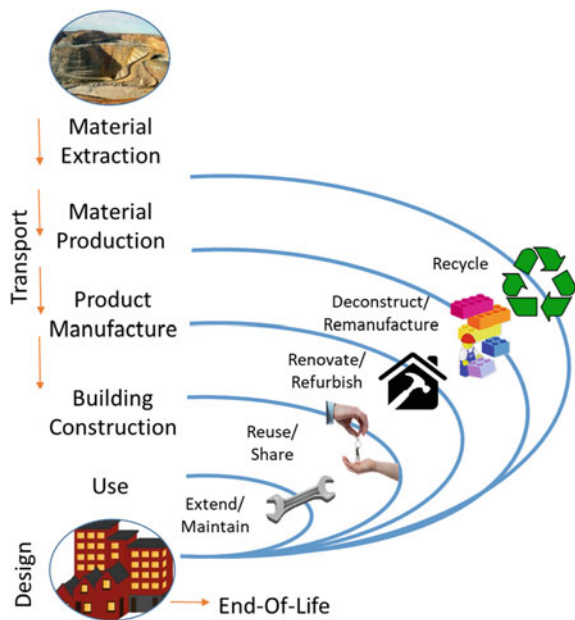 Material
Extraction
Transport
Material
Production
Recycle
Product
Manufacture
Deconstruct/
Remanufacture
Renovate/
Refurbish
Building
Construction
Reuse/
Share
Use
Extend/
Maintain
Design
End-Of-Life